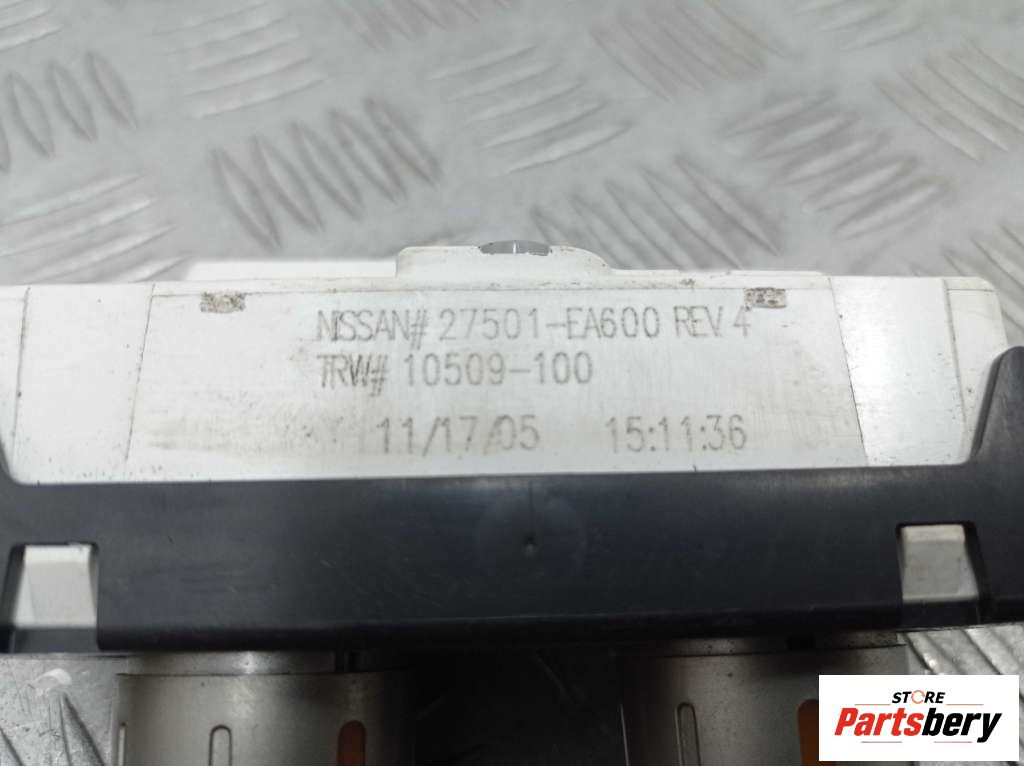 NISSAN# 27501-EA600 REV. 4
TRW# 10509-100
11/17/05 15:11:36
STORE
Partsbery